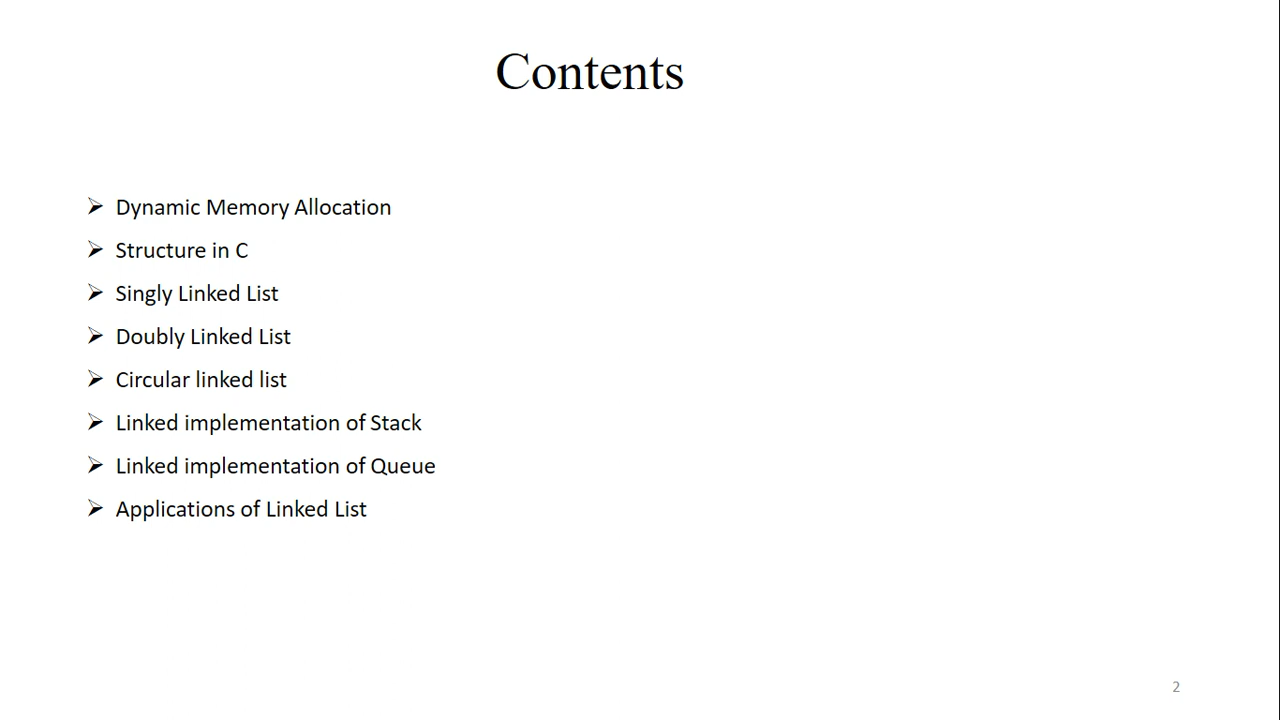 Contents
➢ Dynamic Memory Allocation
➢ Structure in C
➢ Singly Linked List
➢ Doubly Linked List
➢ Circular linked list
➢ Linked implementation of Stack
➢ Linked implementation of Queue
➢ Applications of Linked List
2